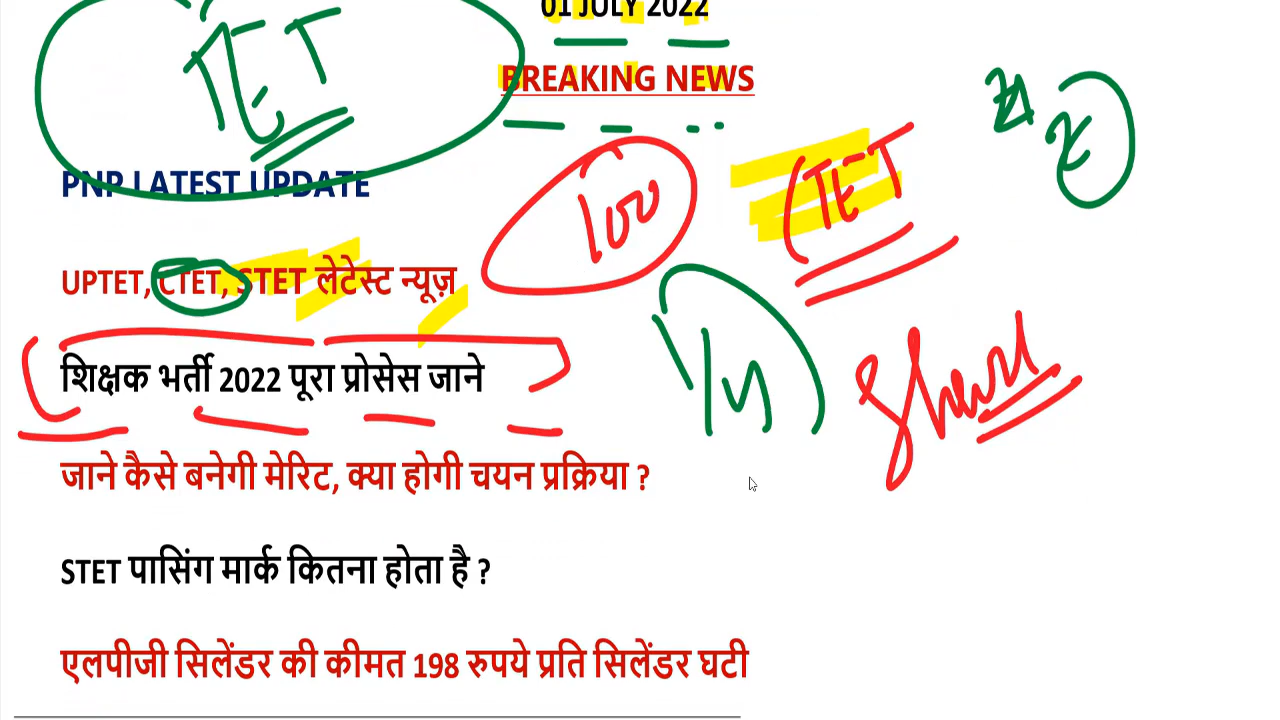 01 JULY 2022
TET
BREAKING NEWS
PNP LATEST UPDATE
100
CTET
UPTET, CTET, STET लेटेस्ट न्यूज़
शिक्षक भर्ती 2022 पूरा प्रोसेस जाने
जाने कैसे बनेगी मेरिट, क्या होगी चयन प्रक्रिया ?
STET पासिंग मार्क कितना होता है ?
एलपीजी सिलेंडर की कीमत 198 रुपये प्रति सिलेंडर घटी